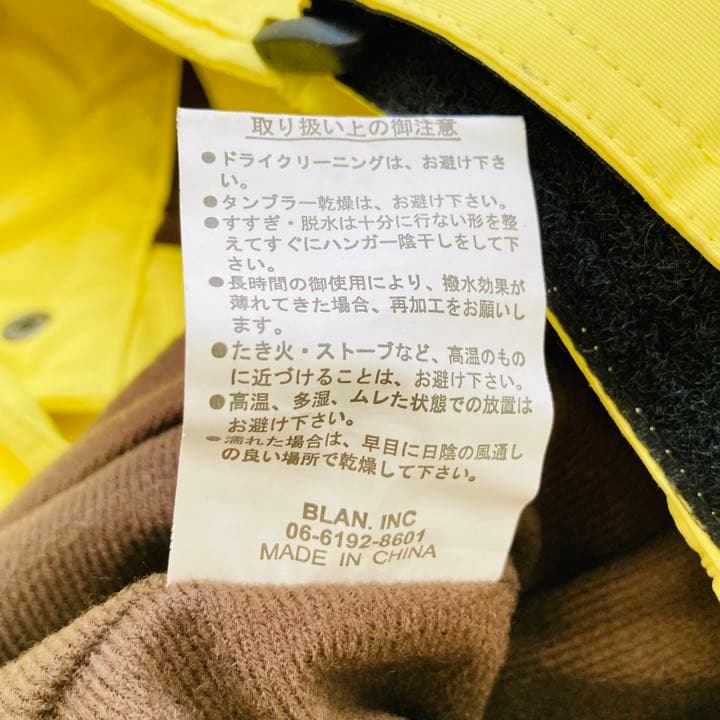 取り扱い上の御注意
●ドライクリーニングは、お避け下さ
い。
●タンブラー乾燥は、お避け下さい。
●すすぎ・脱水は十分に行ない形を整
えてすぐにハンガー陰干しをして下
さい。
●長時間の御使用により、撥水効果が
薄れてきた場合、再加工をお願いし
ます。
●たき火・ストーブなど、高温のもの
に近づけることは、お避け下さい。
●高温、多湿、ムレた状態での放置は
お避け下さい。
●濡れた場合は、早目に日陰の風通し
の良い場所で乾燥して下さい。
BLAN. INC
06-6192-8601
MADE IN CHINA